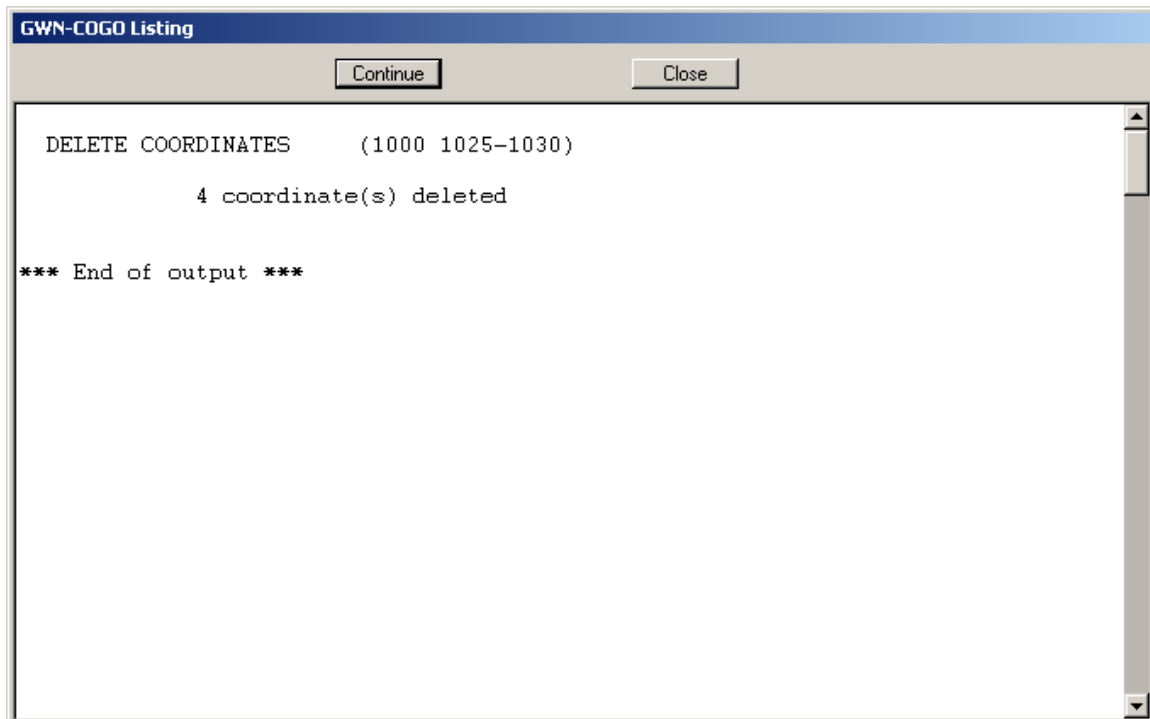 GWN-COGO Listing
Continue Close
DELETE COORDINATES (1000 1025–1030)
4 coordinate(s) deleted
*** End of output ***